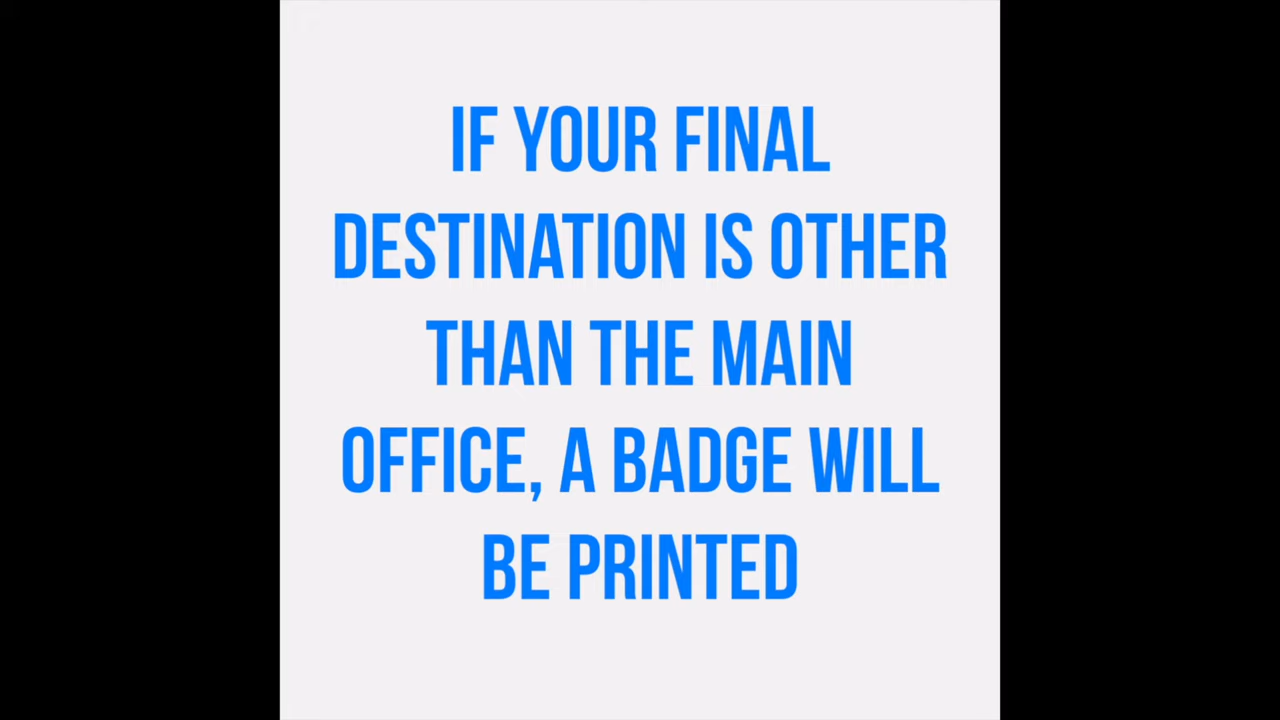 IF YOUR FINAL
DESTINATION IS OTHER
THAN THE MAIN
OFFICE, A BADGE WILL
BE PRINTED